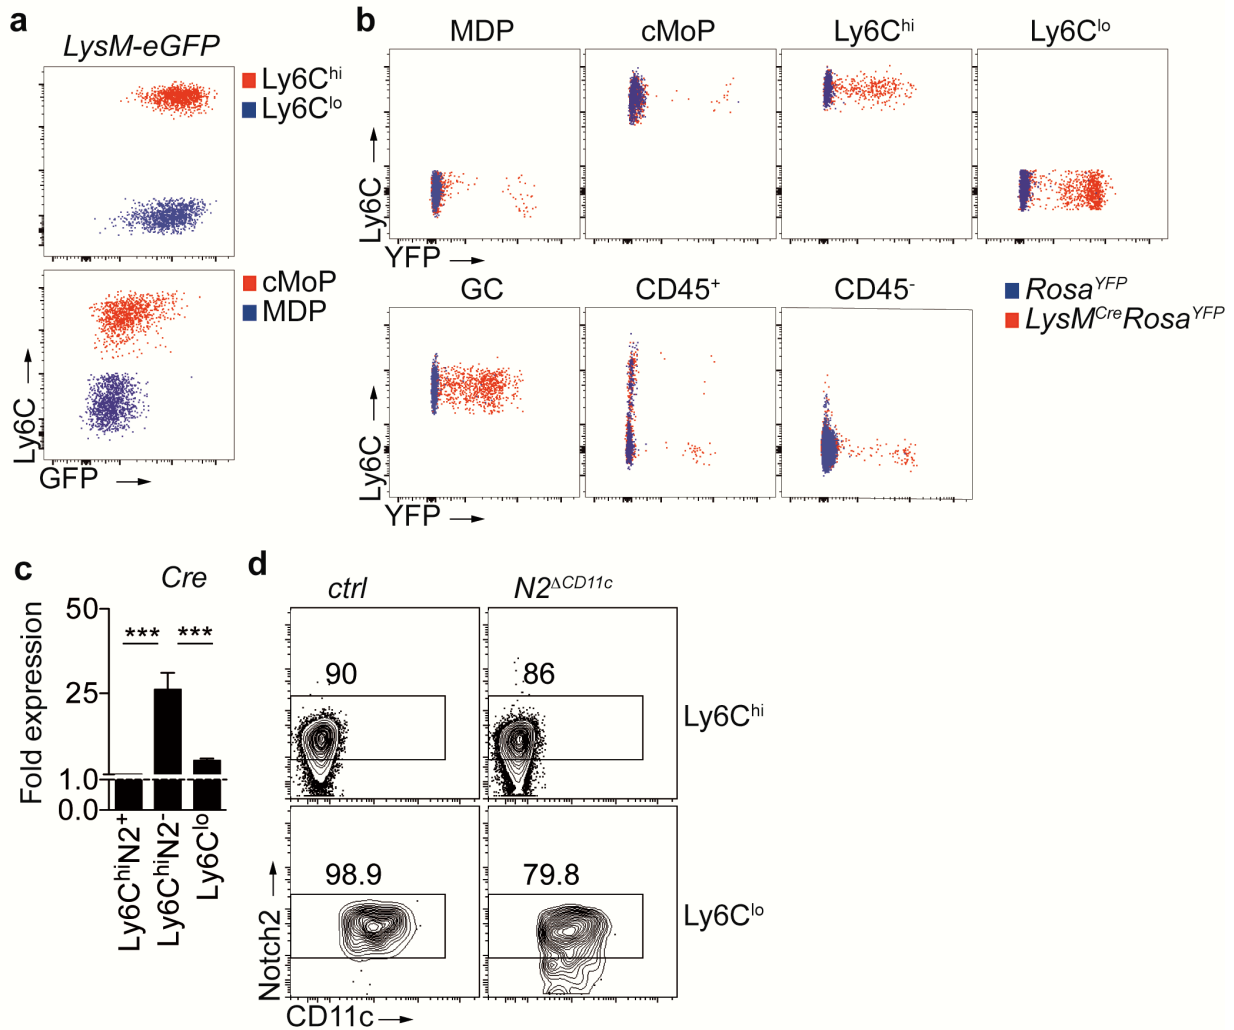 a
LysM-eGFP
Ly6Chi
Ly6Clo
cMoP
MDP
Ly6C
GFP
b
MDP
cMoP
Ly6Chi
Ly6Clo
Ly6C
YFP
GC
CD45+
CD45-
RosaYFP
LysMCreRosaYFP
Ly6C
YFP
c
Cre
Fold expression
50
25
1.0
0.0
***
***
Ly6ChiN2+
Ly6ChiN2-
Ly6Clo
d
ctrl
N2ΔCD11c
90
86
Ly6Chi
98.9
79.8
Ly6Clo
Notch2
CD11c